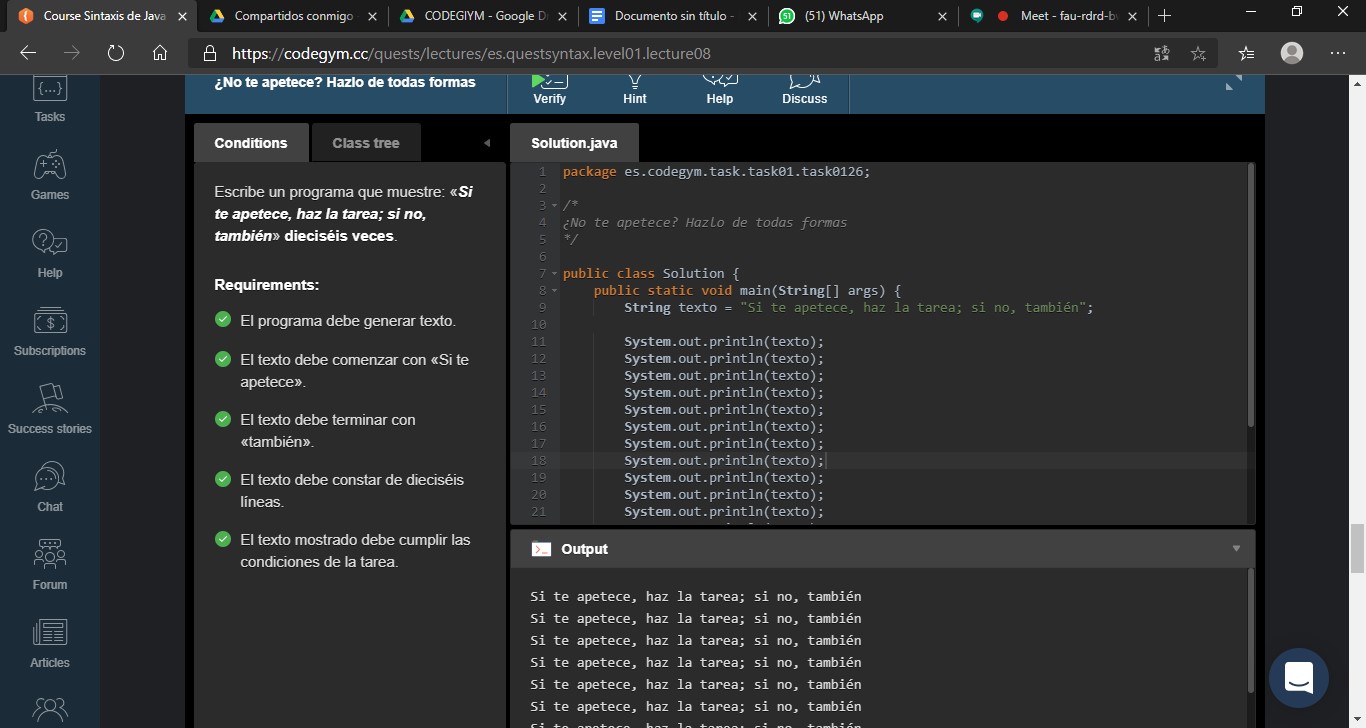 Course Sintaxis de Java
Compartidos conmigo
CODEGIYM - Google D
Documento sin título -
(51) WhatsApp
Meet - fau-rdrd-b
https://codegym.cc/quests/lectures/es.questsyntax.level01.lecture08
{...}
Tasks
Games
Help
Subscriptions
Success stories
Chat
Forum
Articles
¿No te apetece? Hazlo de todas formas
Verify
Hint
Help
Discuss
Conditions
Class tree
Escribe un programa que muestre: «Si
te apetece, haz la tarea; si no,
también» dieciséis veces.
Requirements:
El programa debe generar texto.
El texto debe comenzar con «Si te
apetece».
El texto debe terminar con
«también».
El texto debe constar de dieciséis
líneas.
El texto mostrado debe cumplir las
condiciones de la tarea.
Solution.java
1 package es.codegym.task.task01.task0126;
2
3 /*
4 ¿No te apetece? Hazlo de todas formas
5 */
6
7 public class Solution {
8 public static void main(String[] args) {
9 String texto = "Si te apetece, haz la tarea; si no, también";
10
11 System.out.println(texto);
12 System.out.println(texto);
13 System.out.println(texto);
14 System.out.println(texto);
15 System.out.println(texto);
16 System.out.println(texto);
17 System.out.println(texto);
18 System.out.println(texto);
19 System.out.println(texto);
20 System.out.println(texto);
21 System.out.println(texto);
Output
Si te apetece, haz la tarea; si no, también
Si te apetece, haz la tarea; si no, también
Si te apetece, haz la tarea; si no, también
Si te apetece, haz la tarea; si no, también
Si te apetece, haz la tarea; si no, también
Si te apetece, haz la tarea; si no, también
Si te apetece, haz la tarea; si no, también